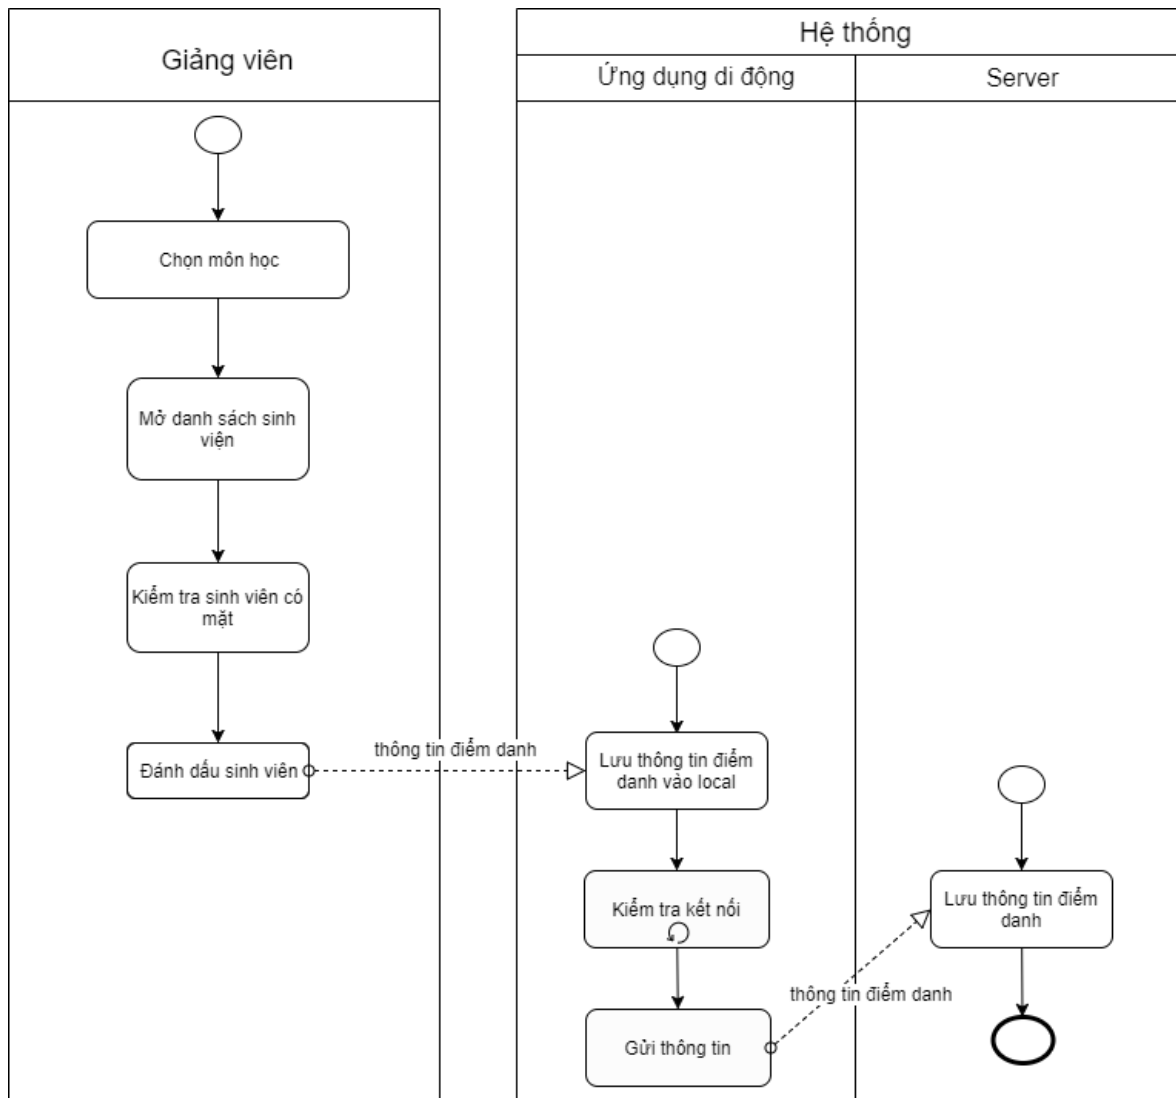 Giảng viên
Hệ thống
Ứng dụng di động
Server
Chọn môn học
Mở danh sách sinh
viện
Kiểm tra sinh viên có
mặt
Đánh dấu sinh viên
thông tin điểm danh
Lưu thông tin điểm
danh vào local
Kiểm tra kết nối
Gửi thông tin
thông tin điểm danh
Lưu thông tin điểm
danh